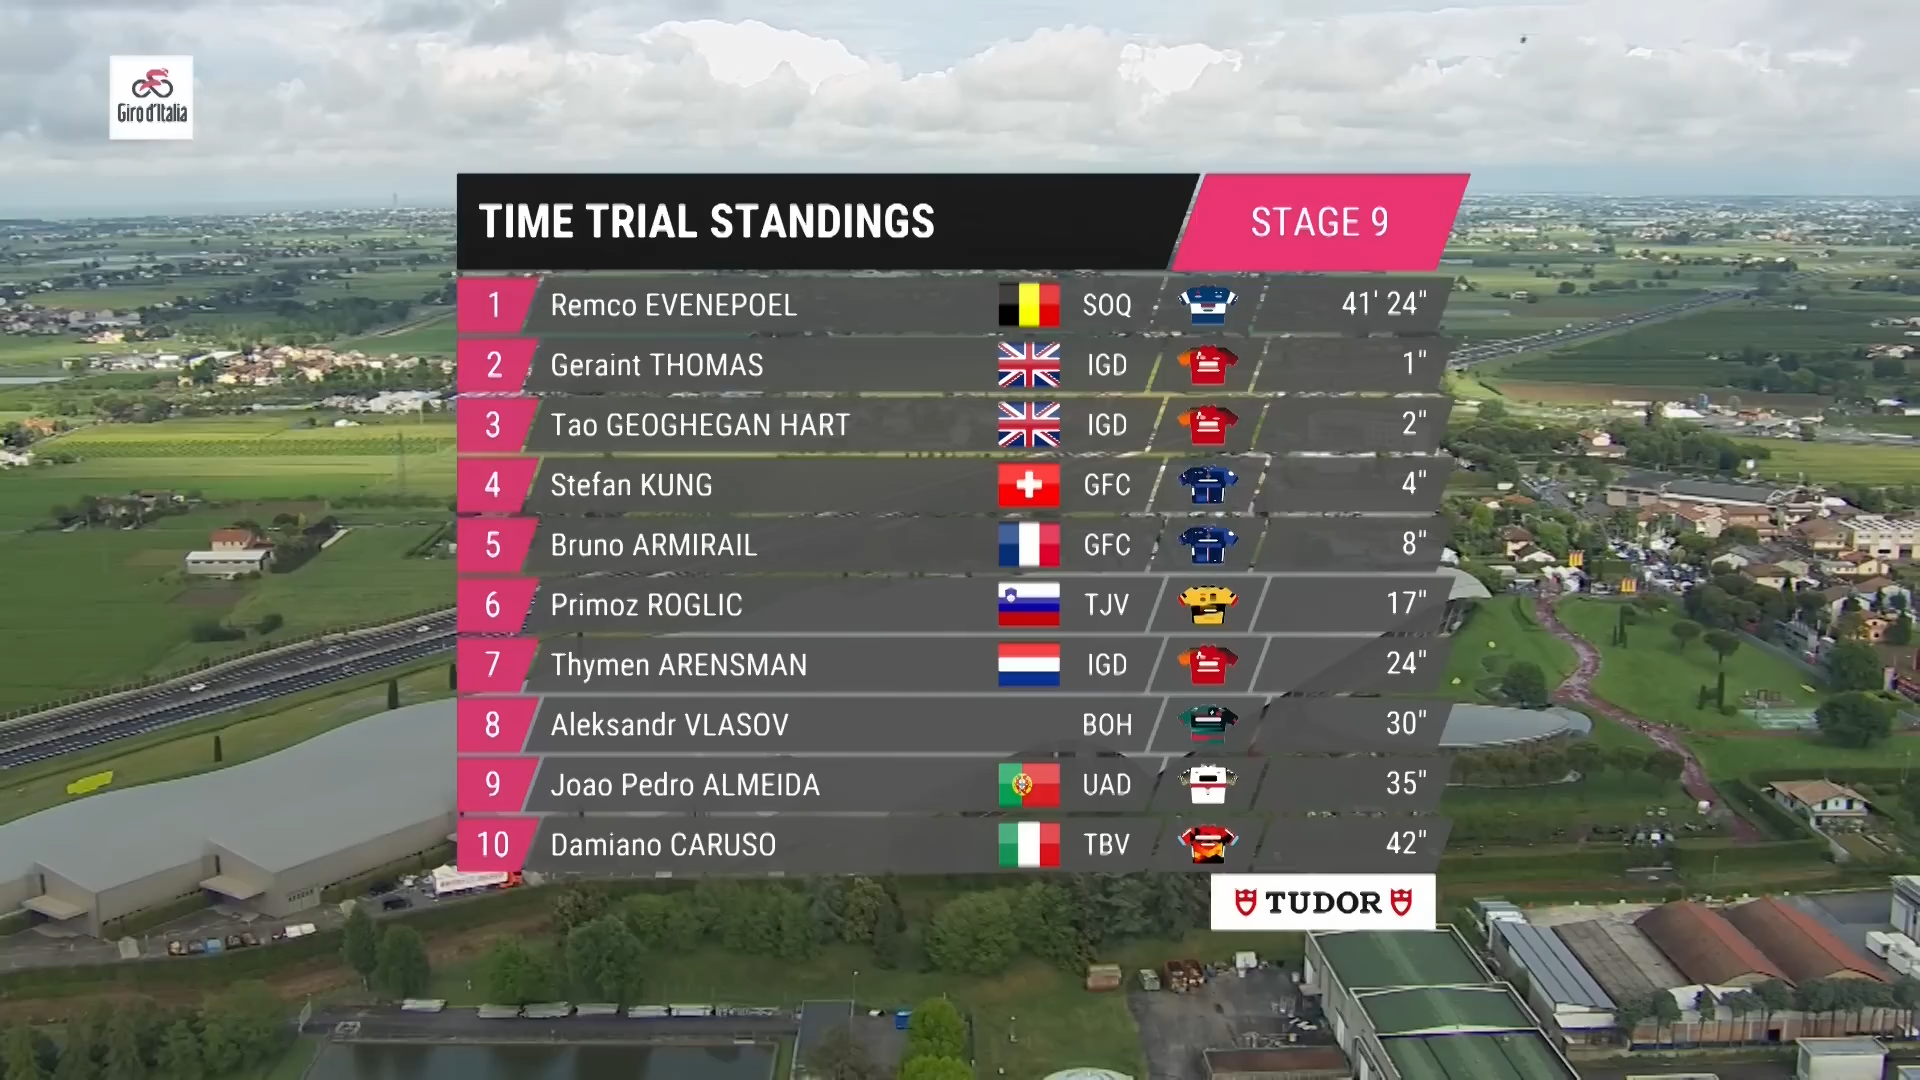 Giro d'Italia
TIME TRIAL STANDINGS STAGE 9
1 Remco EVENEPOEL SOQ 41' 24"
2 Geraint THOMAS IGD 1"
3 Tao GEOGHEGAN HART IGD 2"
4 Stefan KUNG GFC 4"
5 Bruno ARMIRAIL GFC 8"
6 Primoz ROGLIC TJV 17"
7 Thymen ARENSMAN IGD 24"
8 Aleksandr VLASOV BOH 30"
9 Joao Pedro ALMEIDA UAD 35"
10 Damiano CARUSO TBV 42"
TUDOR